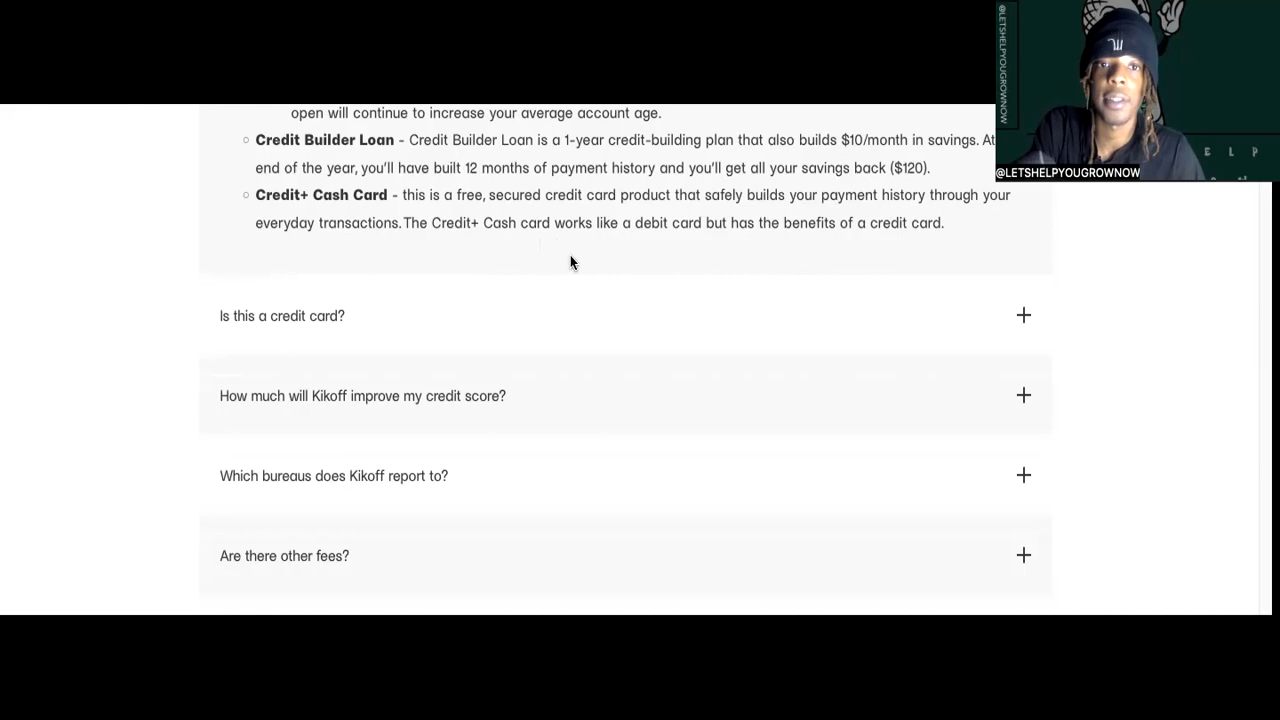 @LETSHELPYOUGROWNOW
open will continue to increase your average account age.
Credit Builder Loan - Credit Builder Loan is a 1-year credit-building plan that also builds $10/month in savings. At
end of the year, you'll have built 12 months of payment history and you'll get all your savings back ($120).
Credit+ Cash Card - this is a free, secured credit card product that safely builds your payment history through your
everyday transactions. The Credit+ Cash card works like a debit card but has the benefits of a credit card.
E L P
@LETSHELPYOUGROWNOW
Is this a credit card?
How much will Kikoff improve my credit score?
Which bureaus does Kikoff report to?
Are there other fees?